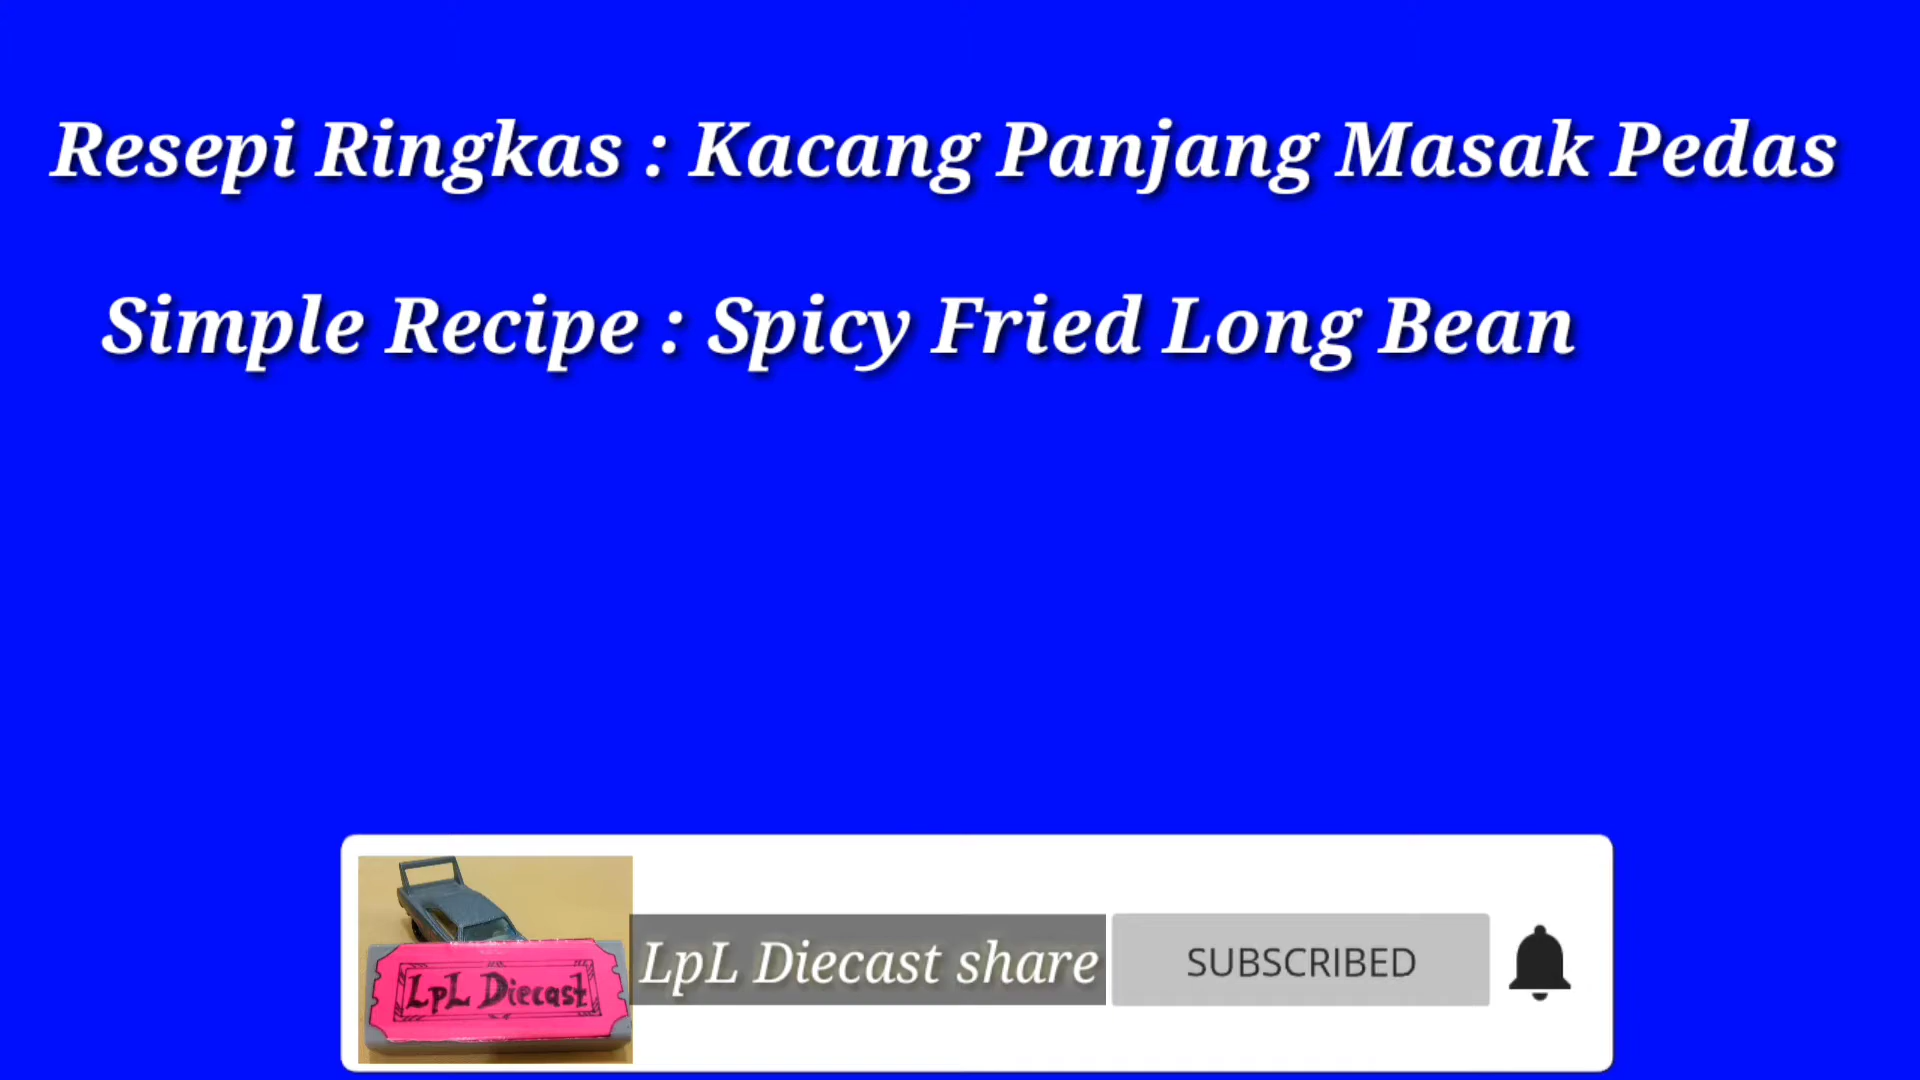 Resepi Ringkas : Kacang Panjang Masak Pedas
Simple Recipe : Spicy Fried Long Bean
LpL Diecast
LpL Diecast share
SUBSCRIBED